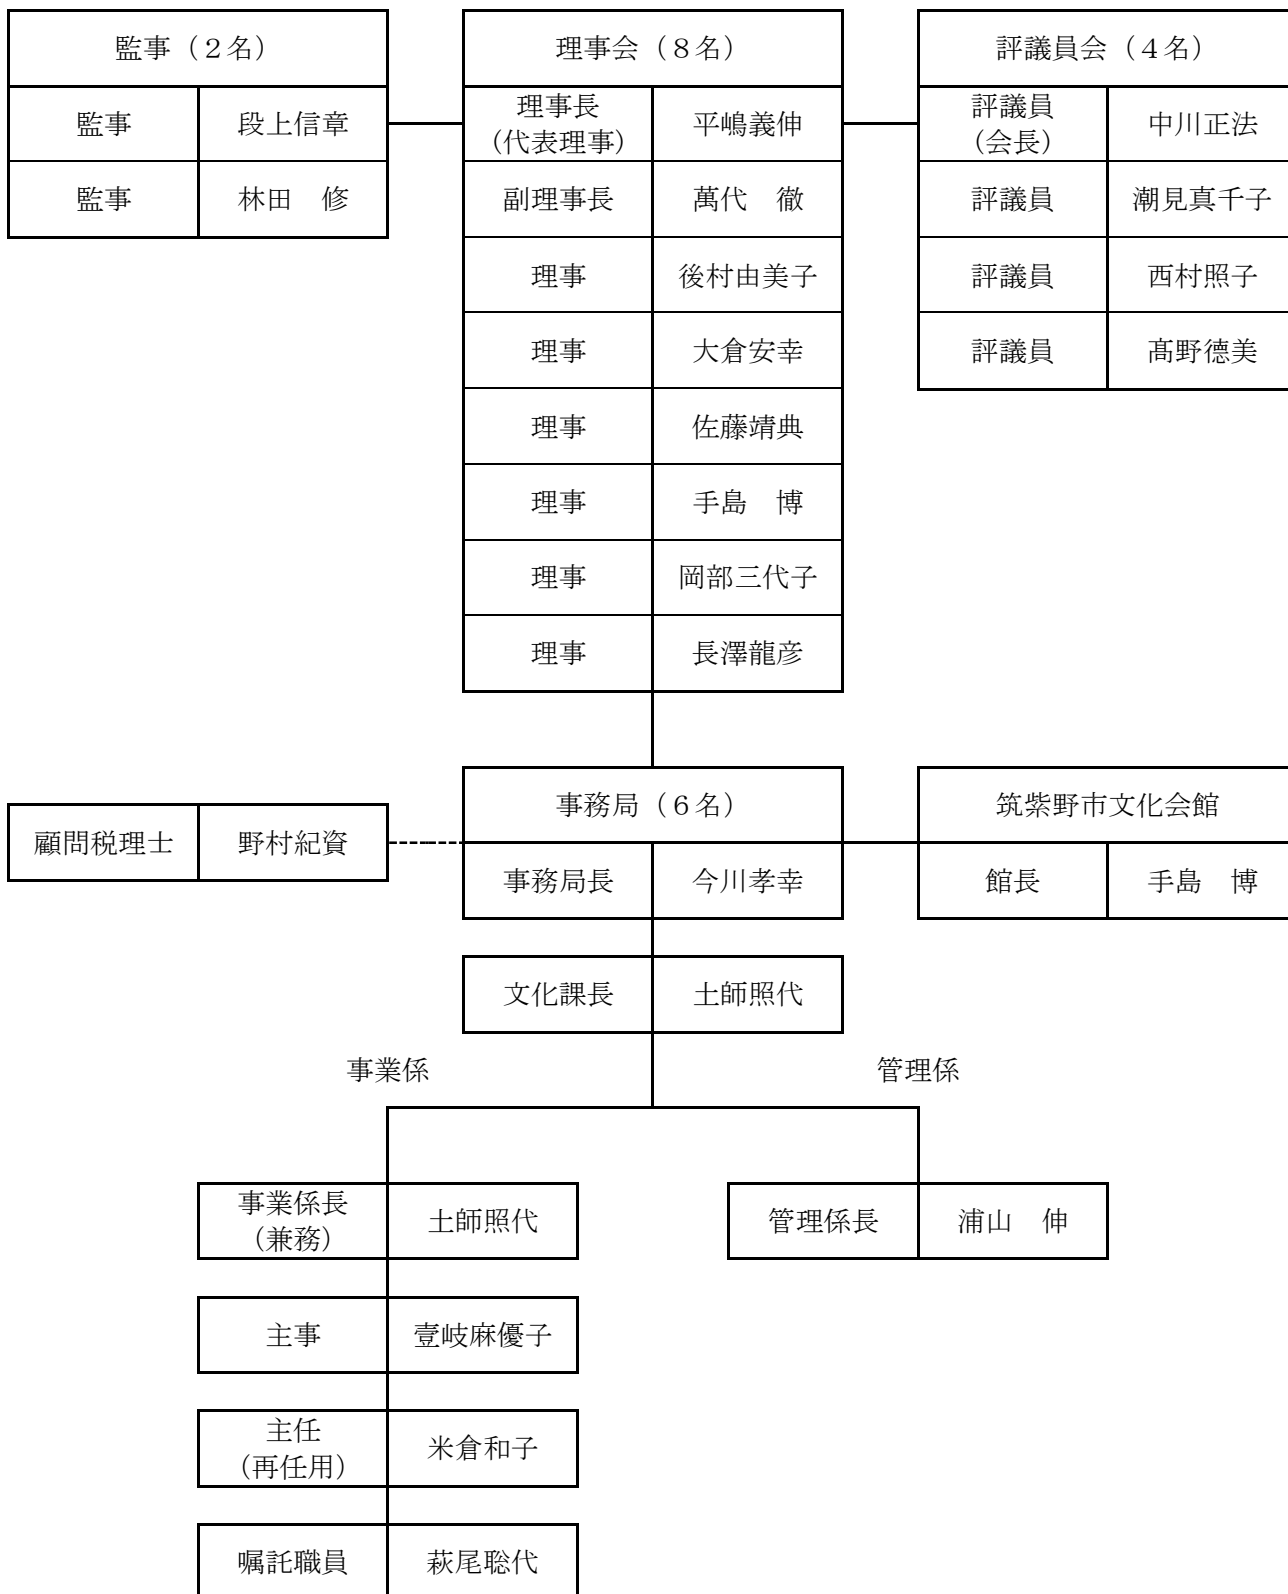 監事（２名）
監事 段上信章
監事 林田　修
理事会（８名）
理事長
（代表理事） 平嶋義伸
副理事長 萬代　徹
理事 後村由美子
理事 大倉安幸
理事 佐藤靖典
理事 手島　博
理事 岡部三代子
理事 長澤龍彦
評議員会（４名）
評議員
（会長） 中川正法
評議員 潮見真千子
評議員 西村照子
評議員 髙野德美
顧問税理士 野村紀資
事務局（６名）
事務局長 今川孝幸
筑紫野市文化会館
館長 手島　博
文化課長 土師照代
事業係
管理係
事業係長
（兼務） 土師照代
管理係長 浦山　伸
主事 壹岐麻優子
主任
（再任用） 米倉和子
嘱託職員 萩尾聡代